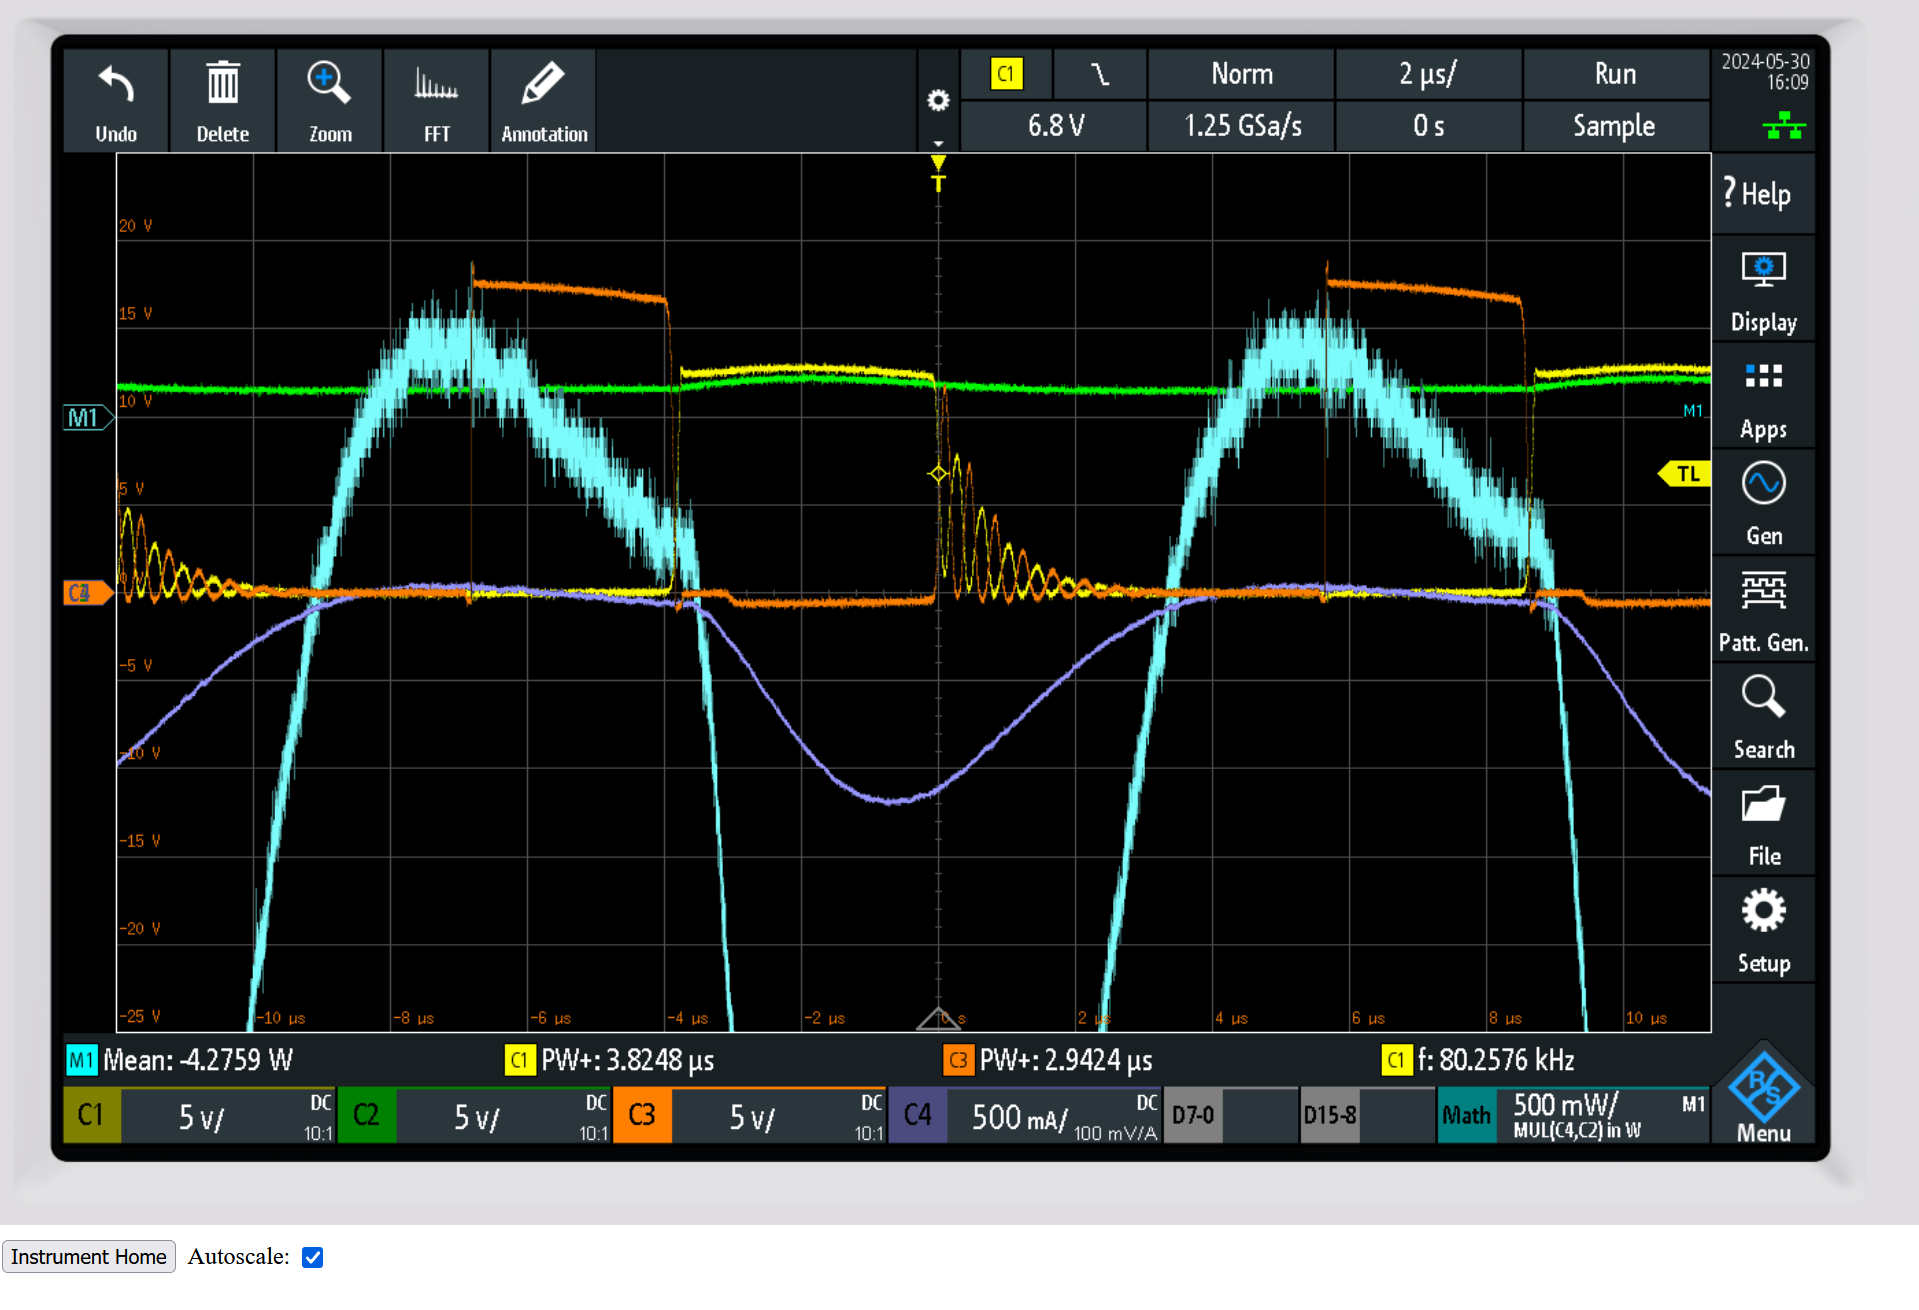 Undo
Delete
Zoom
FFT
Annotation
C1
Norm
2 µs/
Run
6.8 V
1.25 GSa/s
0 s
Sample
2024-05-30
16:09
T
? Help
Display
Apps
Gen
Patt. Gen.
Search
File
Setup
Menu
20 V
15 V
10 V
5 V
0 V
-5 V
-10 V
-15 V
-20 V
-25 V
M1
M1
TL
-10 µs
-8 µs
-6 µs
-4 µs
-2 µs
0 s
2 µs
4 µs
6 µs
8 µs
10 µs
M1 Mean: -4.2759 W
C1 PW+: 3.8248 µs
C3 PW+: 2.9424 µs
C1 f: 80.2576 kHz
C1 5 V/ DC 10:1
C2 5 V/ DC 10:1
C3 5 V/ DC 10:1
C4 500 mA/ DC 100 mV/A
D7-0
D15-8
Math 500 mW/ M1
MUL(C4,C2) in W
R&S
Instrument Home
Autoscale: